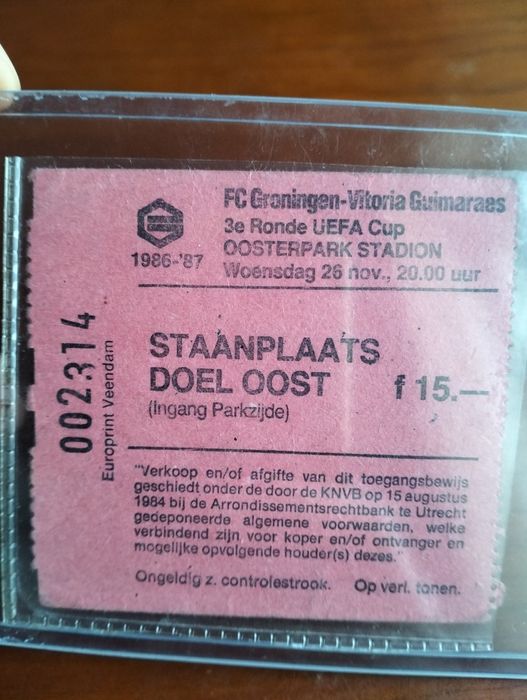 FC Groningen-Vitoria Guimaraes
3e Ronde UEFA Cup
OOSTERPARK STADION
Woensdag 26 nov., 20.00 uur
1986-'87
STAANPLAATS
DOEL OOST f 15.—
(Ingang Parkzijde)
002314
Europrint Veendam
"Verkoop en/of afgifte van dit toegangsbewijs
geschiedt onder de door de KNVB op 15 augustus
1984 bij de Arrondissementsrechtbank te Utrecht
gedeponeerde algemene voorwaarden, welke
verbindend zijn voor koper en/of ontvanger en
mogelijke opvolgende houder(s) dezes."
Ongeldig z. controlestrook. Op verl. tonen.